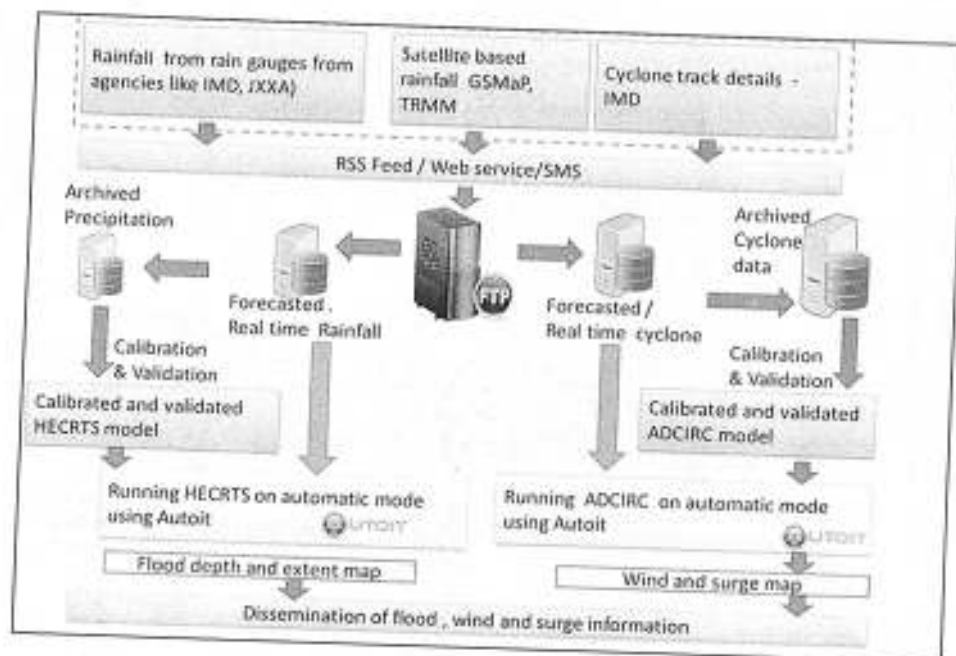 Rainfall from rain gauges from
agencies like IMD, JXXA)
Satellite based
rainfall GSMaP,
TRMM
Cyclone track details -
IMD
RSS Feed / Web service/SMS
Archived
Precipitation
Archived
Cyclone
data
FTP
Forecasted .
Real time Rainfall
Forecasted /
Real time cyclone
Calibration
& Validation
Calibration
& Validation
Calibrated and validated
HECRTS model
Calibrated and validated
ADCIRC model
Running HECRTS on automatic mode
using Autoit
UTOIT
Running ADCIRC on automatic mode
using Autoit
UTOIT
Flood depth and extent map
Wind and surge map
Dissemination of flood , wind and surge information